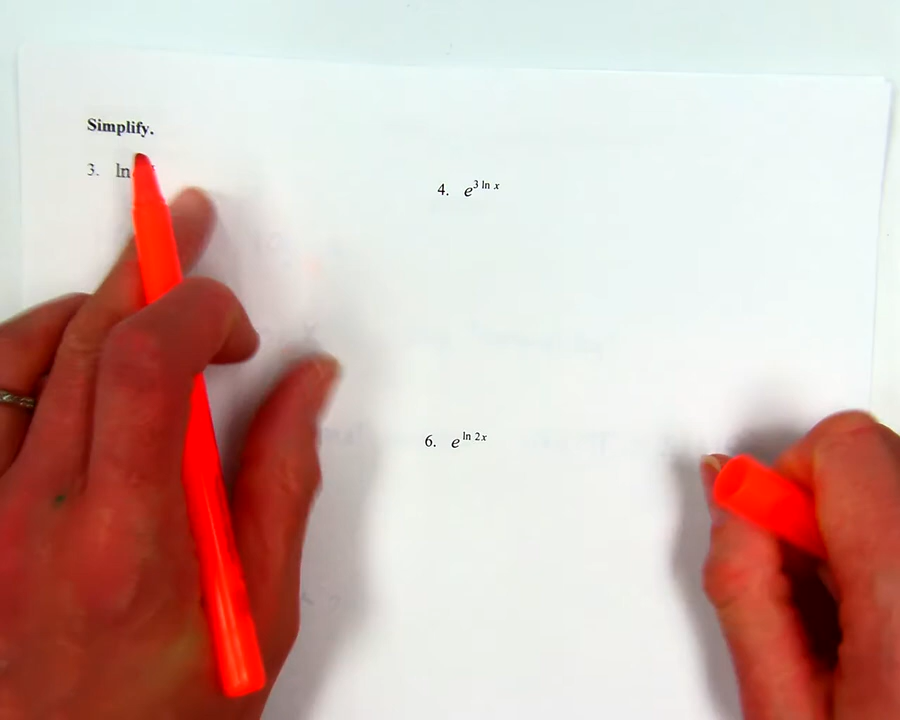 Simplify.
3. ln
4. e^{3 ln x}
6. e^{ln 2x}